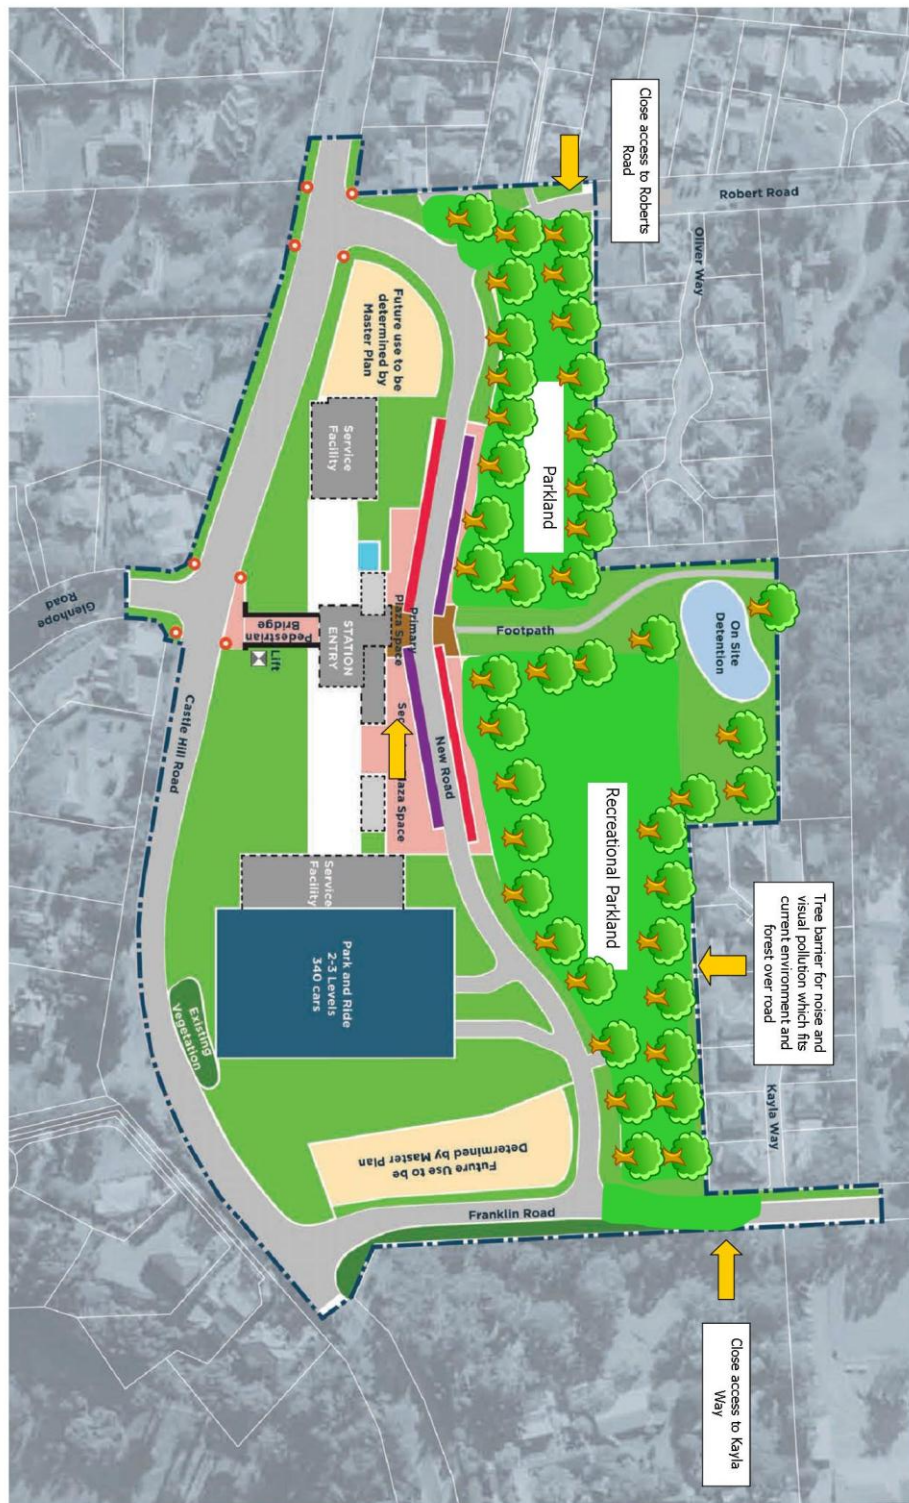 Close access to Roberts
Road
Robert Road
Oliver Way
Tree barrier for noise and
visual pollution which fits
current environment and
forest over road
Kayla Way
Close access to Kayla
Way
On Site
Detention
Parkland
Footpath
Recreational Parkland
Future use to be
determined by
Master Plan
Service
Facility
Primary
Plaza Space
New Road
Space
STATION
ENTRY
Pedestrian
Bridge
Lift
Service
Facility
Park and Ride
2-3 Levels
340 cars
Future Use to be
Determined by Master Plan
Franklin Road
Existing
Vegetation
Castle Hill Road
Glenhope
Road